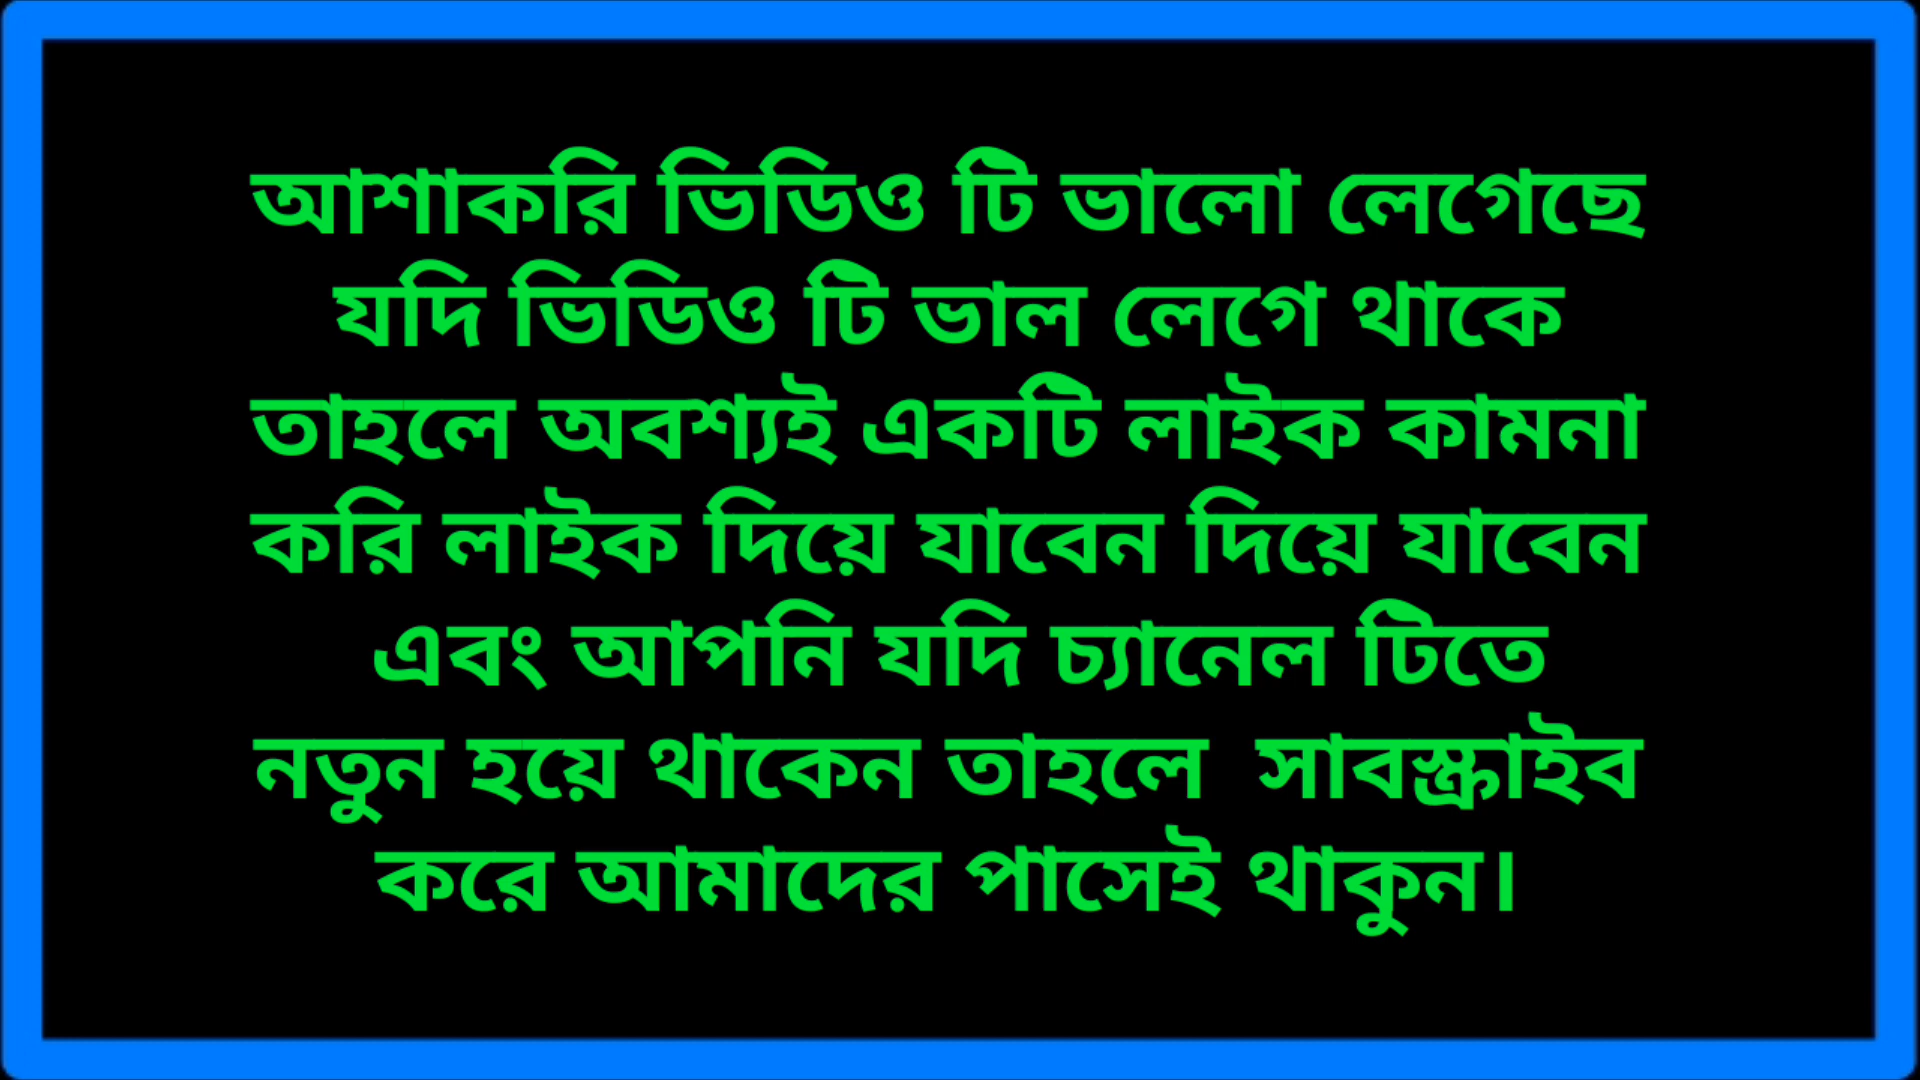 আশাকরি ভিডিও টি ভালো লেগেছে
যদি ভিডিও টি ভাল লেগে থাকে
তাহলে অবশ্যই একটি লাইক কামনা
করি লাইক দিয়ে যাবেন দিয়ে যাবেন
এবং আপনি যদি চ্যানেল টিতে
নতুন হয়ে থাকেন তাহলে  সাবস্ক্রাইব
করে আমাদের পাসেই থাকুন।